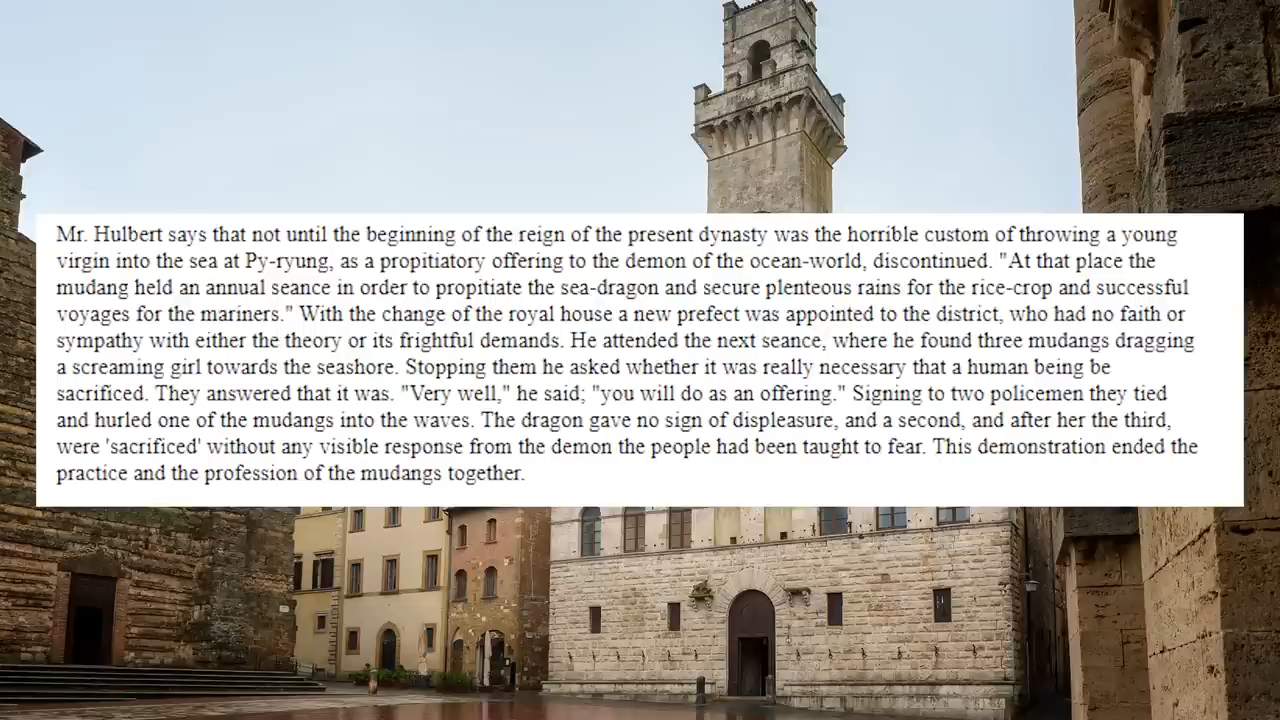 Mr. Hulbert says that not until the beginning of the reign of the present dynasty was the horrible custom of throwing a young
virgin into the sea at Py-ryung, as a propitiatory offering to the demon of the ocean-world, discontinued. "At that place the
mudang held an annual seance in order to propitiate the sea-dragon and secure plenteous rains for the rice-crop and successful
voyages for the mariners." With the change of the royal house a new prefect was appointed to the district, who had no faith or
sympathy with either the theory or its frightful demands. He attended the next seance, where he found three mudangs dragging
a screaming girl towards the seashore. Stopping them he asked whether it was really necessary that a human being be
sacrificed. They answered that it was. "Very well," he said; "you will do as an offering." Signing to two policemen they tied
and hurled one of the mudangs into the waves. The dragon gave no sign of displeasure, and a second, and after her the third,
were 'sacrificed' without any visible response from the demon the people had been taught to fear. This demonstration ended the
practice and the profession of the mudangs together.